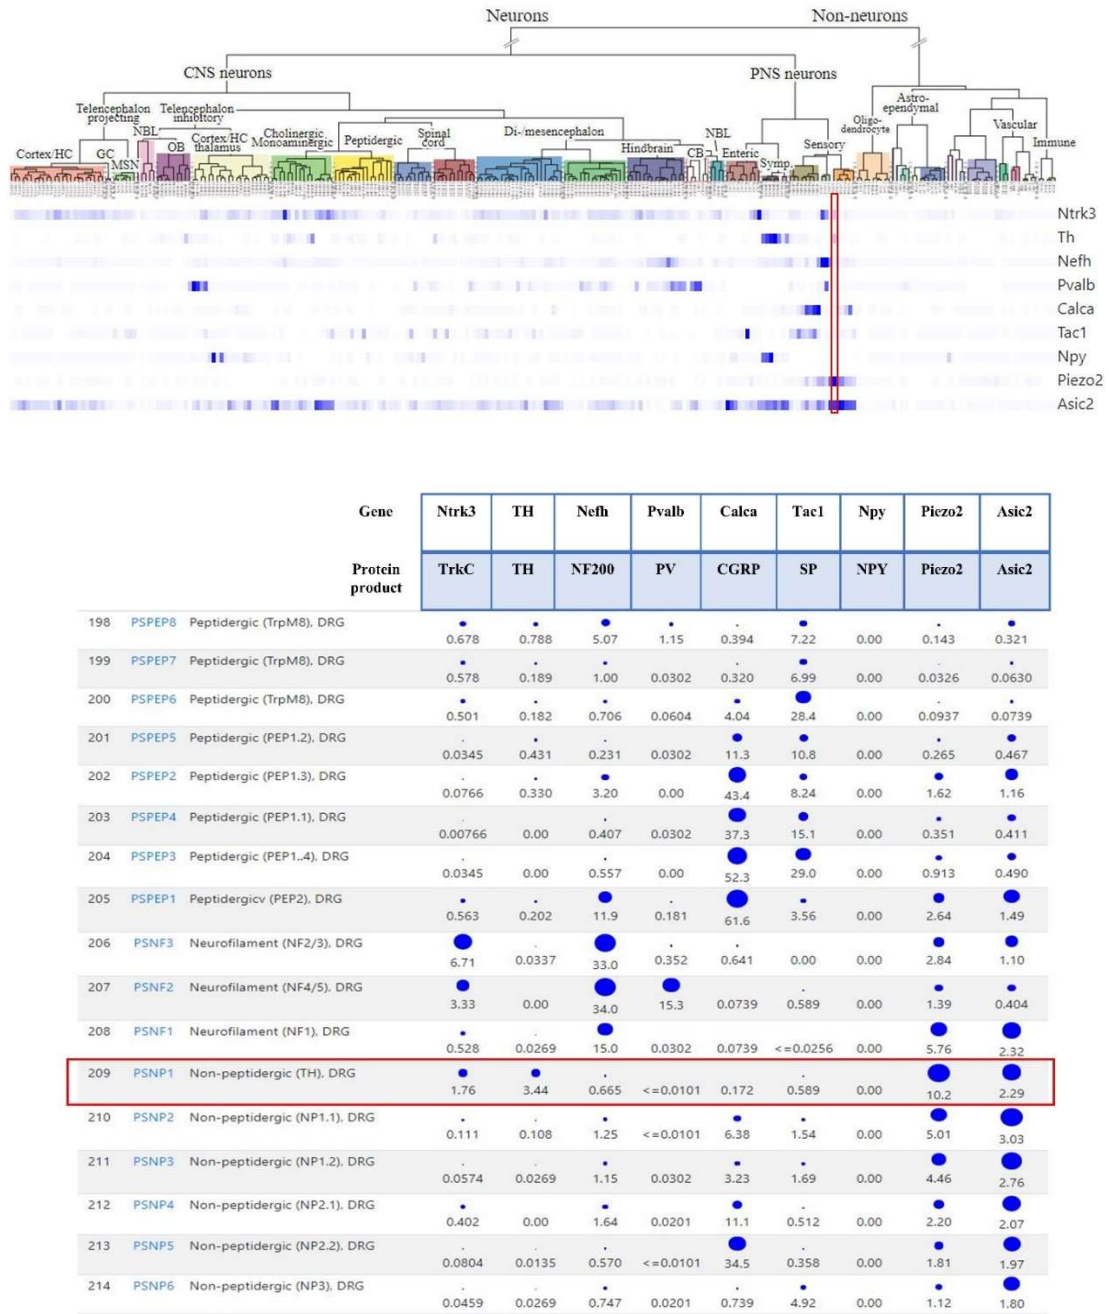 Neurons Non-neurons
CNS neurons PNS neurons
Telencephalon projecting
Telencephalon inhibitory
Astro-ependymal
NBL
Cortex/HC thalamus
Cholinergic Monoaminergic
Spinal cord
Di-/mesencephalon
NBL
Oligo-dendrocyte
Vascular
Cortex/HC GC MSN OB Peptidergic Hindbrain CB Enteric Symp. Sensory Immune
Ntrk3
Th
Nefh
Pvalb
Calca
Tac1
Npy
Piezo2
Asic2
Gene Ntrk3 TH Nefh Pvalb Calca Tac1 Npy Piezo2 Asic2
Protein product TrkC TH NF200 PV CGRP SP NPY Piezo2 Asic2
198 PSPEP8 Peptidergic (TrpM8), DRG 0.678 0.788 5.07 1.15 0.394 7.22 0.00 0.143 0.321
199 PSPEP7 Peptidergic (TrpM8), DRG 0.578 0.189 1.00 0.0302 0.320 6.99 0.00 0.0326 0.0630
200 PSPEP6 Peptidergic (TrpM8), DRG 0.501 0.182 0.706 0.0604 4.04 28.4 0.00 0.0937 0.0739
201 PSPEP5 Peptidergic (PEP1.2), DRG 0.0345 0.431 0.231 0.0302 11.3 10.8 0.00 0.265 0.467
202 PSPEP2 Peptidergic (PEP1.3), DRG 0.0766 0.330 3.20 0.00 43.4 8.24 0.00 1.62 1.16
203 PSPEP4 Peptidergic (PEP1.1), DRG 0.00766 0.00 0.407 0.0302 37.3 15.1 0.00 0.351 0.411
204 PSPEP3 Peptidergic (PEP1..4), DRG 0.0345 0.00 0.557 0.00 52.3 29.0 0.00 0.913 0.490
205 PSPEP1 Peptidergicv (PEP2), DRG 0.563 0.202 11.9 0.181 61.6 3.56 0.00 2.64 1.49
206 PSNF3 Neurofilament (NF2/3), DRG 6.71 0.0337 33.0 0.352 0.641 0.00 0.00 2.84 1.10
207 PSNF2 Neurofilament (NF4/5), DRG 3.33 0.00 34.0 15.3 0.0739 0.589 0.00 1.39 0.404
208 PSNF1 Neurofilament (NF1), DRG 0.528 0.0269 15.0 0.0302 0.0739 <=0.0256 0.00 5.76 2.32
209 PSNP1 Non-peptidergic (TH), DRG 1.76 3.44 0.665 <=0.0101 0.172 0.589 0.00 10.2 2.29
210 PSNP2 Non-peptidergic (NP1.1), DRG 0.111 0.108 1.25 <=0.0101 6.38 1.54 0.00 5.01 3.03
211 PSNP3 Non-peptidergic (NP1.2), DRG 0.0574 0.0269 1.15 0.0302 3.23 1.69 0.00 4.46 2.76
212 PSNP4 Non-peptidergic (NP2.1), DRG 0.402 0.00 1.64 0.0201 11.1 0.512 0.00 2.20 2.07
213 PSNP5 Non-peptidergic (NP2.2), DRG 0.0804 0.0135 0.570 <=0.0101 34.5 0.358 0.00 1.81 1.97
214 PSNP6 Non-peptidergic (NP3), DRG 0.0459 0.0269 0.747 0.0201 0.739 4.92 0.00 1.12 1.80